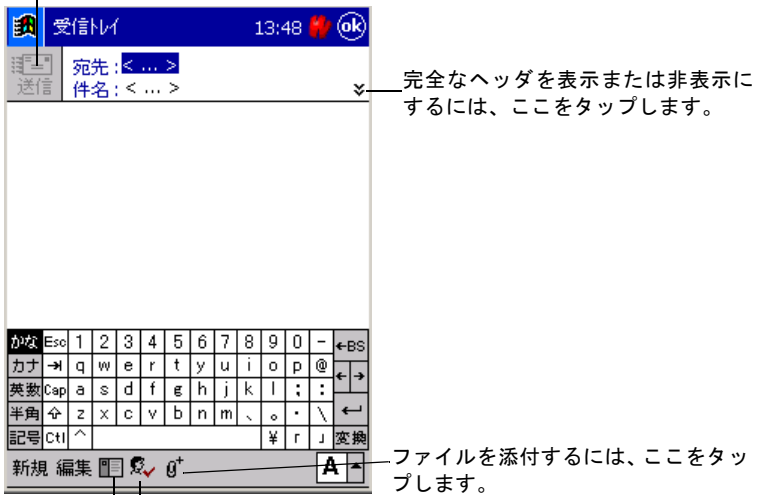 受信トレイ 13:48 ok
送信 宛先:< ... >
件名:< ... >
完全なヘッダを表示または非表示に
するには、ここをタップします。
かな Esc 1 2 3 4 5 6 7 8 9 0 - ←BS
カナ →| q w e r t y u i o p @ ← →
英数 Cap a s d f g h j k l ; :
半角 ⇧ z x c v b n m 、 。 ・ \ ↵
記号 Ctl ^ ¥ 「 」 変換
新規 編集 A
ファイルを添付するには、ここをタッ
プします。